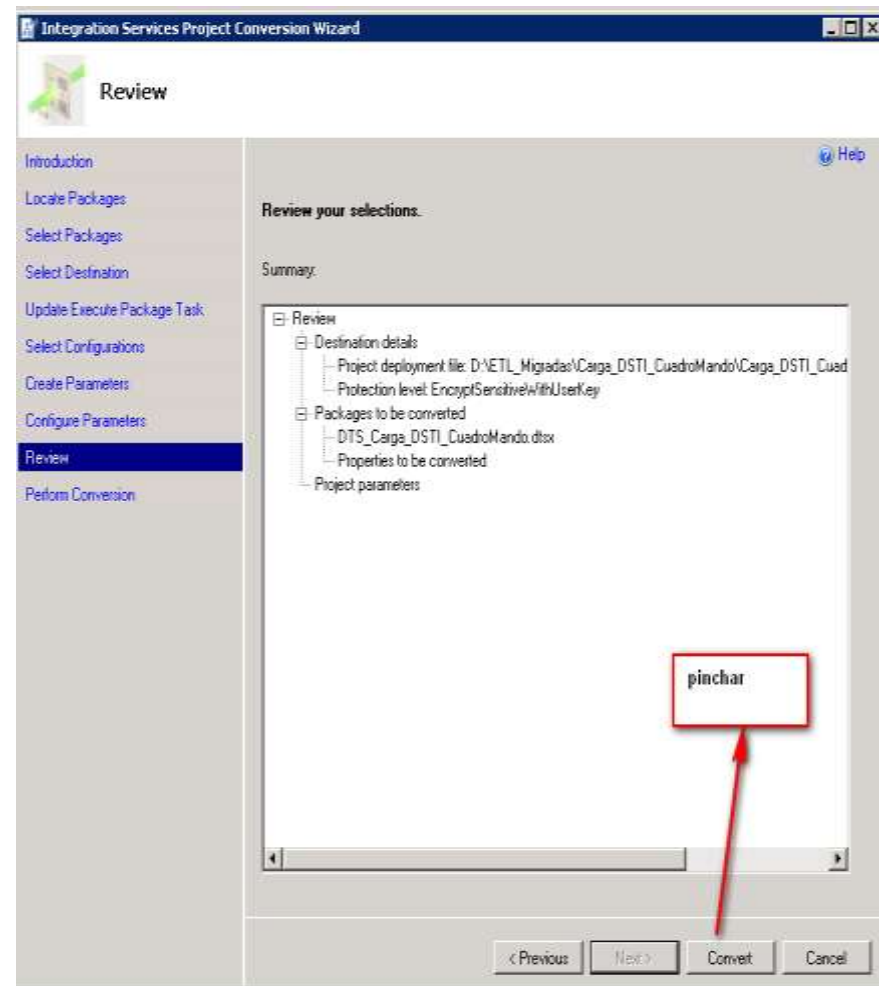 Integration Services Project Conversion Wizard
Review
Help
Introduction
Locate Packages
Select Packages
Select Destination
Update Execute Package Task
Select Configurations
Create Parameters
Configure Parameters
Review
Perform Conversion
Review your selections.
Summary:
Review
Destination details
Project deployment file: D:\ETL_Migradas\Carga_DSTI_CuadroMando\Carga_DSTI_Cuad
Protection level: EncryptSensitiveWithUserKey
Packages to be converted
DTS_Carga_DSTI_CuadroMando.dtsx
Properties to be converted
Project parameters
pinchar
< Previous
Next >
Convert
Cancel